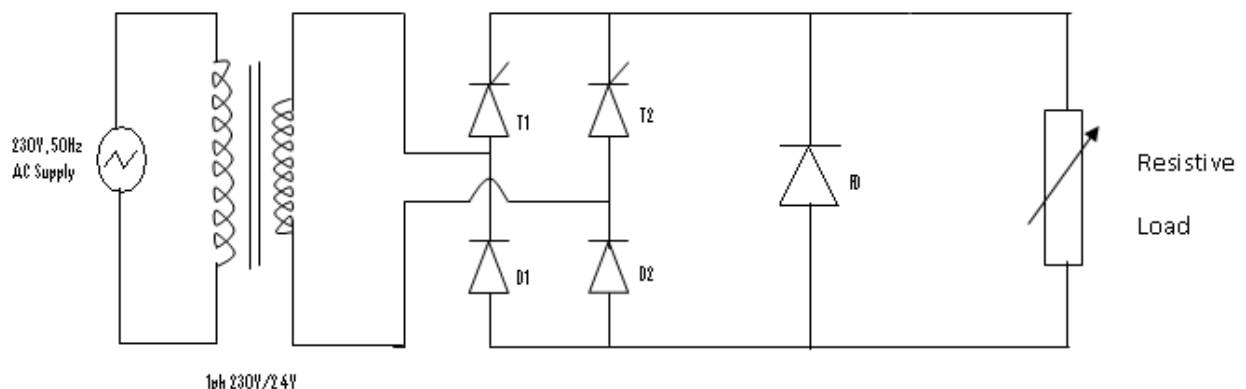 230V,50Hz
AC Supply
T1
T2
FD
Resistive
Load
D1
D2
1ph 230V/24V